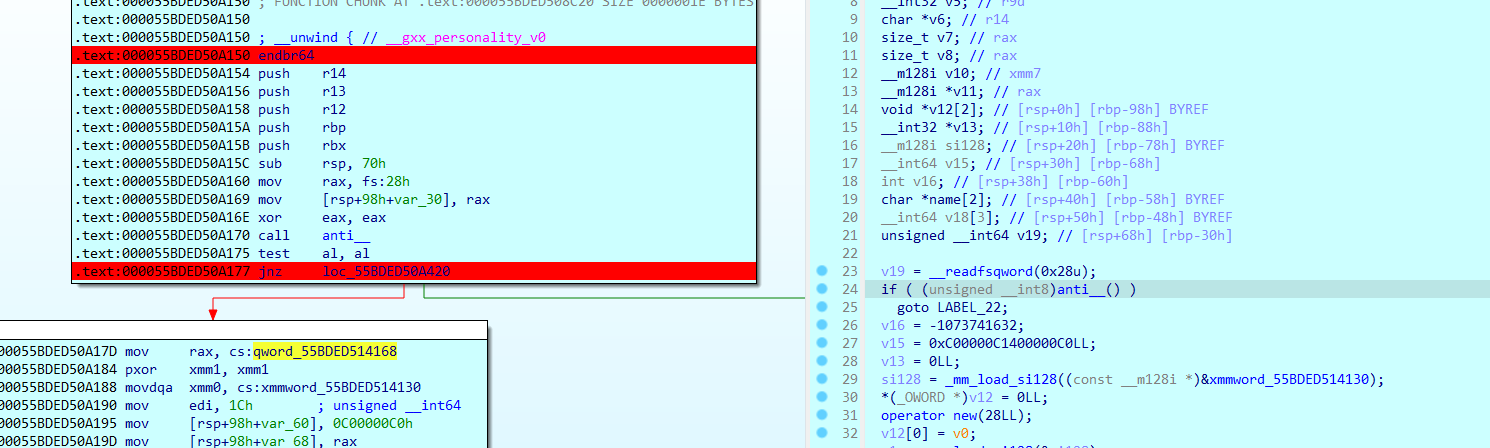 .text:000055BDED50A150 ; FUNCTION CHUNK AT .text:000055BDED508C20 SIZE 0000001E BYTES
.text:000055BDED50A150
.text:000055BDED50A150 ; __unwind { // __gxx_personality_v0
.text:000055BDED50A150 endbr64
.text:000055BDED50A154 push    r14
.text:000055BDED50A156 push    r13
.text:000055BDED50A158 push    r12
.text:000055BDED50A15A push    rbp
.text:000055BDED50A15B push    rbx
.text:000055BDED50A15C sub     rsp, 70h
.text:000055BDED50A160 mov     rax, fs:28h
.text:000055BDED50A169 mov     [rsp+98h+var_30], rax
.text:000055BDED50A16E xor     eax, eax
.text:000055BDED50A170 call    anti__
.text:000055BDED50A175 test    al, al
.text:000055BDED50A177 jnz     loc_55BDED50A420
00055BDED50A17D mov     rax, cs:qword_55BDED514168
00055BDED50A184 pxor    xmm1, xmm1
00055BDED50A188 movdqa  xmm0, cs:xmmword_55BDED514130
00055BDED50A190 mov     edi, 1Ch        ; unsigned __int64
00055BDED50A195 mov     [rsp+98h+var_60], 0C00000C0h
00055BDED50A19D mov     [rsp+98h+var_68], rax
8 __int32 v5; // r9d
9 char *v6; // r14
10 size_t v7; // rax
11 size_t v8; // rax
12 __m128i v10; // xmm7
13 __m128i *v11; // rax
14 void *v12[2]; // [rsp+0h] [rbp-98h] BYREF
15 __int32 *v13; // [rsp+10h] [rbp-88h]
16 __m128i si128; // [rsp+20h] [rbp-78h] BYREF
17 __int64 v15; // [rsp+30h] [rbp-68h]
18 int v16; // [rsp+38h] [rbp-60h]
19 char *name[2]; // [rsp+40h] [rbp-58h] BYREF
20 __int64 v18[3]; // [rsp+50h] [rbp-48h] BYREF
21 unsigned __int64 v19; // [rsp+68h] [rbp-30h]
22
23 v19 = __readfsqword(0x28u);
24 if ( (unsigned __int8)anti__() )
25   goto LABEL_22;
26 v16 = -1073741632;
27 v15 = 0xC00000C1400000C0LL;
28 v13 = 0LL;
29 si128 = _mm_load_si128((const __m128i *)&xmmword_55BDED514130);
30 *(_OWORD *)v12 = 0LL;
31 operator new(28LL);
32 v12[0] = v0;